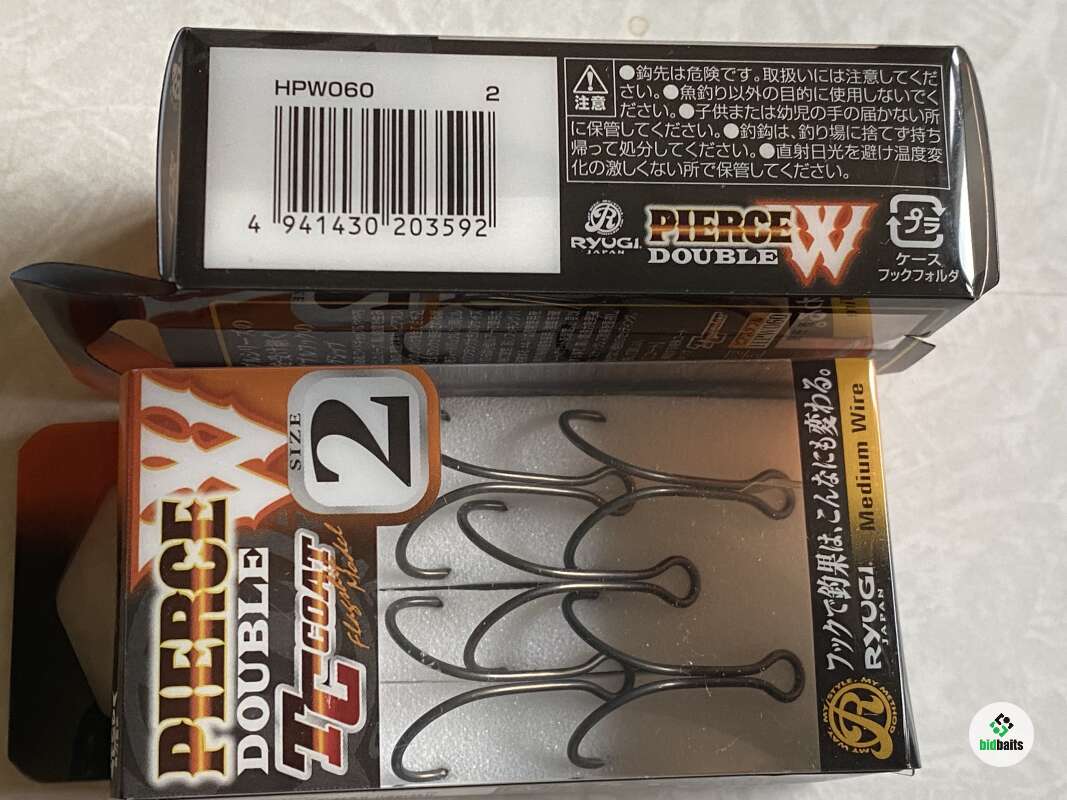 HPW060 2
4 941430 203592
注意
●鈎先は危険です。取扱いには注意してくだ
さい。●魚釣り以外の目的に使用しないでく
ださい。●子供または幼児の手の届かない所
に保管してください。●釣鈎は、釣り場に捨てず持ち
帰って処分してください。●直射日光を避け温度変
化の激しくない所で保管してください。
R
RYUGI
JAPAN
PIERCE W
DOUBLE
プラ
ケース
フックフォルダ
PIERCE W
DOUBLE
TC COAT
SIZE
2
フックで釣果は、こんなにも変わる。
RYUGI Medium Wire
JAPAN
R
MY WAY, MY STYLE, MY METHOD
bidbaits